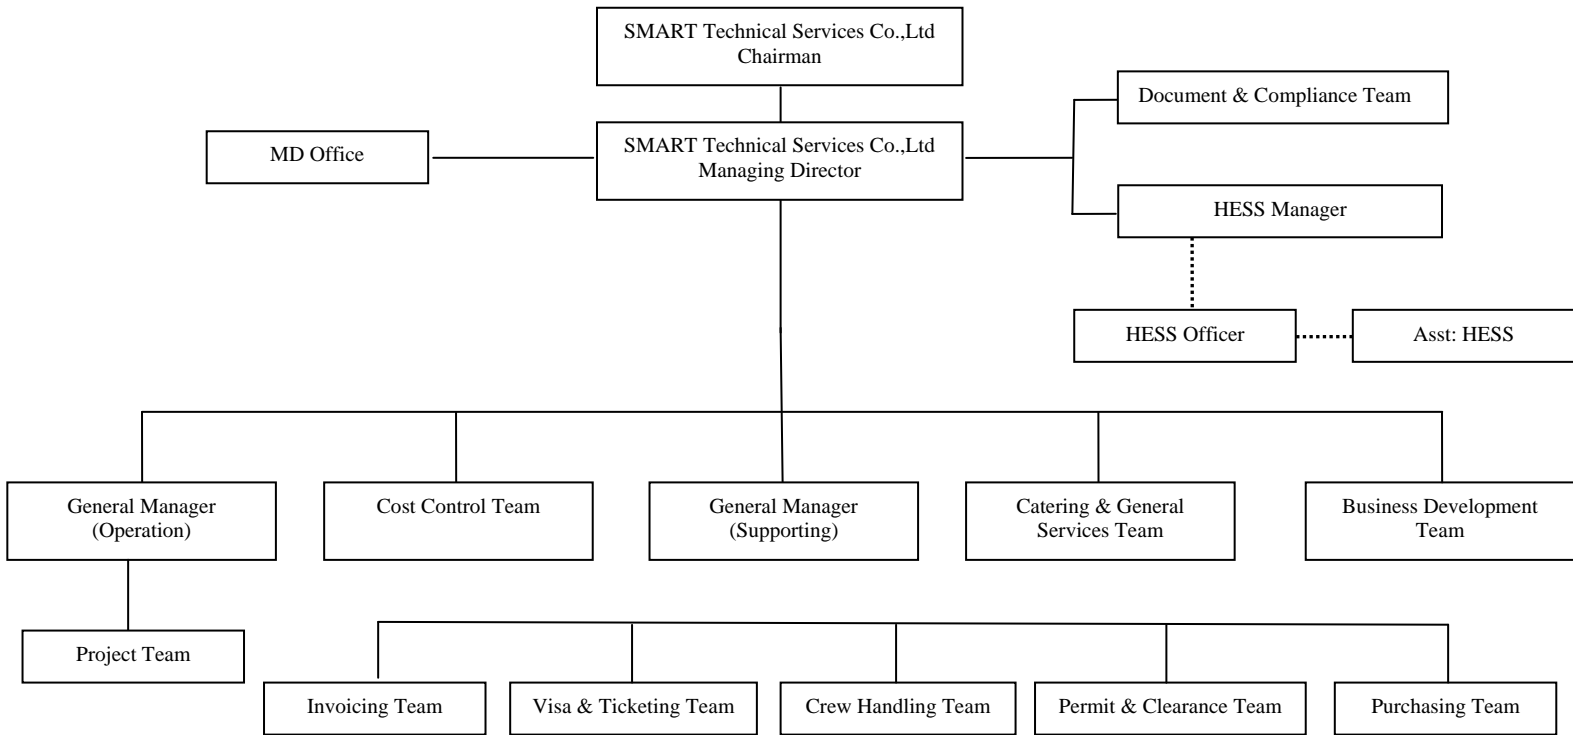 SMART Technical Services Co.,Ltd
Chairman
Document & Compliance Team
MD Office
SMART Technical Services Co.,Ltd
Managing Director
HESS Manager
HESS Officer
Asst: HESS
General Manager
(Operation)
Cost Control Team
General Manager
(Supporting)
Catering & General
Services Team
Business Development
Team
Project Team
Invoicing Team
Visa & Ticketing Team
Crew Handling Team
Permit & Clearance Team
Purchasing Team